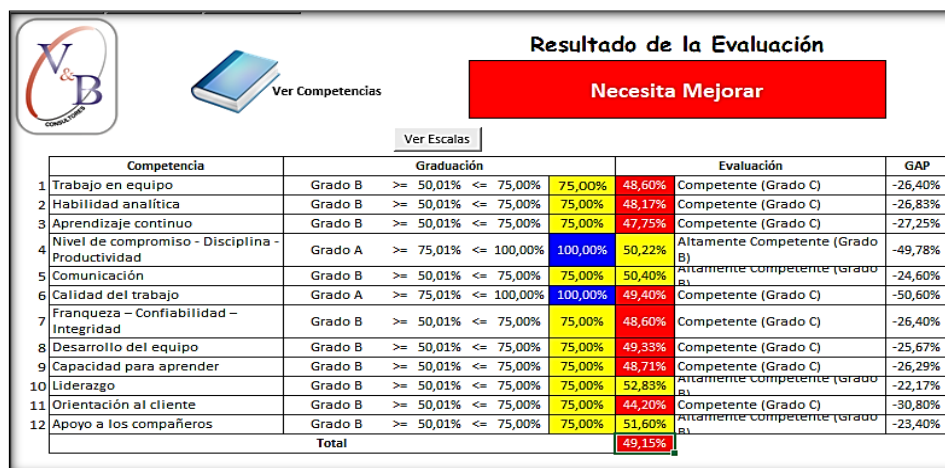 V&B
CONSULTORES
Resultado de la Evaluación
Ver Competencias
Necesita Mejorar
Ver Escalas
Competencia Graduación Evaluación GAP
1 Trabajo en equipo Grado B >= 50,01% <= 75,00% 75,00% 48,60% Competente (Grado C) -26,40%
2 Habilidad analítica Grado B >= 50,01% <= 75,00% 75,00% 48,17% Competente (Grado C) -26,83%
3 Aprendizaje continuo Grado B >= 50,01% <= 75,00% 75,00% 47,75% Competente (Grado C) -27,25%
4 Nivel de compromiso - Disciplina - Productividad Grado A >= 75,01% <= 100,00% 100,00% 50,22% Altamente Competente (Grado B) -49,78%
5 Comunicación Grado B >= 50,01% <= 75,00% 75,00% 50,40% Altamente Competente (Grado B) -24,60%
6 Calidad del trabajo Grado A >= 75,01% <= 100,00% 100,00% 49,40% Competente (Grado C) -50,60%
7 Franqueza – Confiabilidad – Integridad Grado B >= 50,01% <= 75,00% 75,00% 48,60% Competente (Grado C) -26,40%
8 Desarrollo del equipo Grado B >= 50,01% <= 75,00% 75,00% 49,33% Competente (Grado C) -25,67%
9 Capacidad para aprender Grado B >= 50,01% <= 75,00% 75,00% 48,71% Competente (Grado C) -26,29%
10 Liderazgo Grado B >= 50,01% <= 75,00% 75,00% 52,83% Altamente Competente (Grado B) -22,17%
11 Orientación al cliente Grado B >= 50,01% <= 75,00% 75,00% 44,20% Competente (Grado C) -30,80%
12 Apoyo a los compañeros Grado B >= 50,01% <= 75,00% 75,00% 51,60% Altamente Competente (Grado B) -23,40%
Total 49,15%